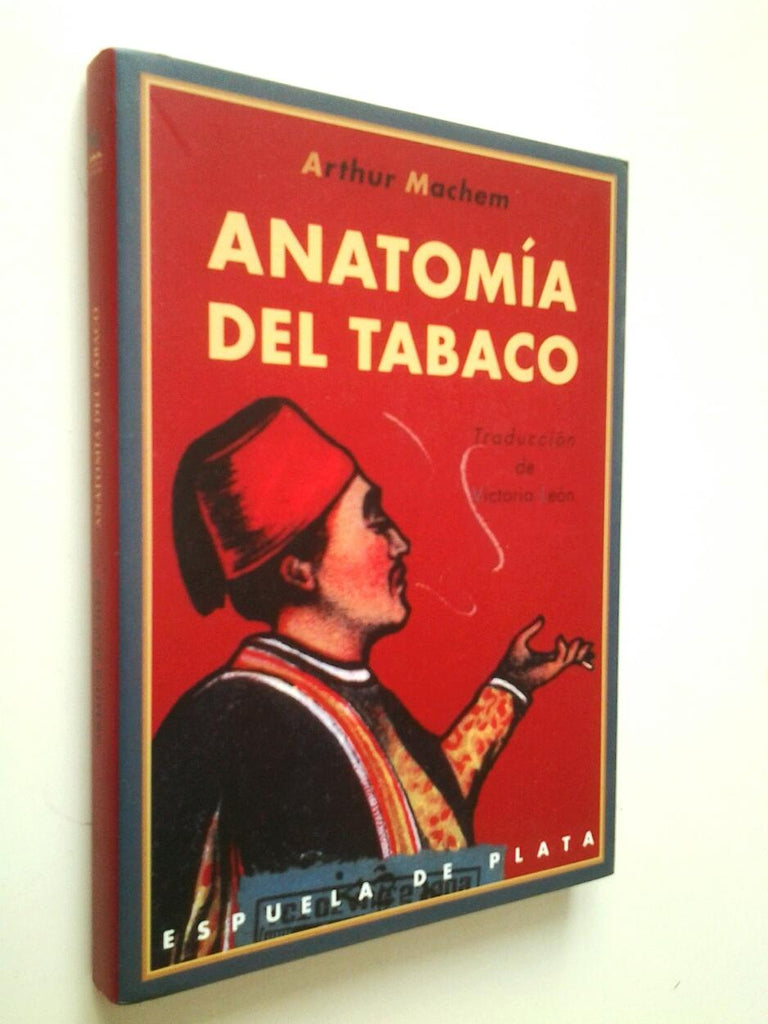 Arthur Machem
ANATOMÍA
DEL TABACO
Traducción
de
Victoria León
ESPUELA DE PLATA
ANATOMÍA DEL TABACO